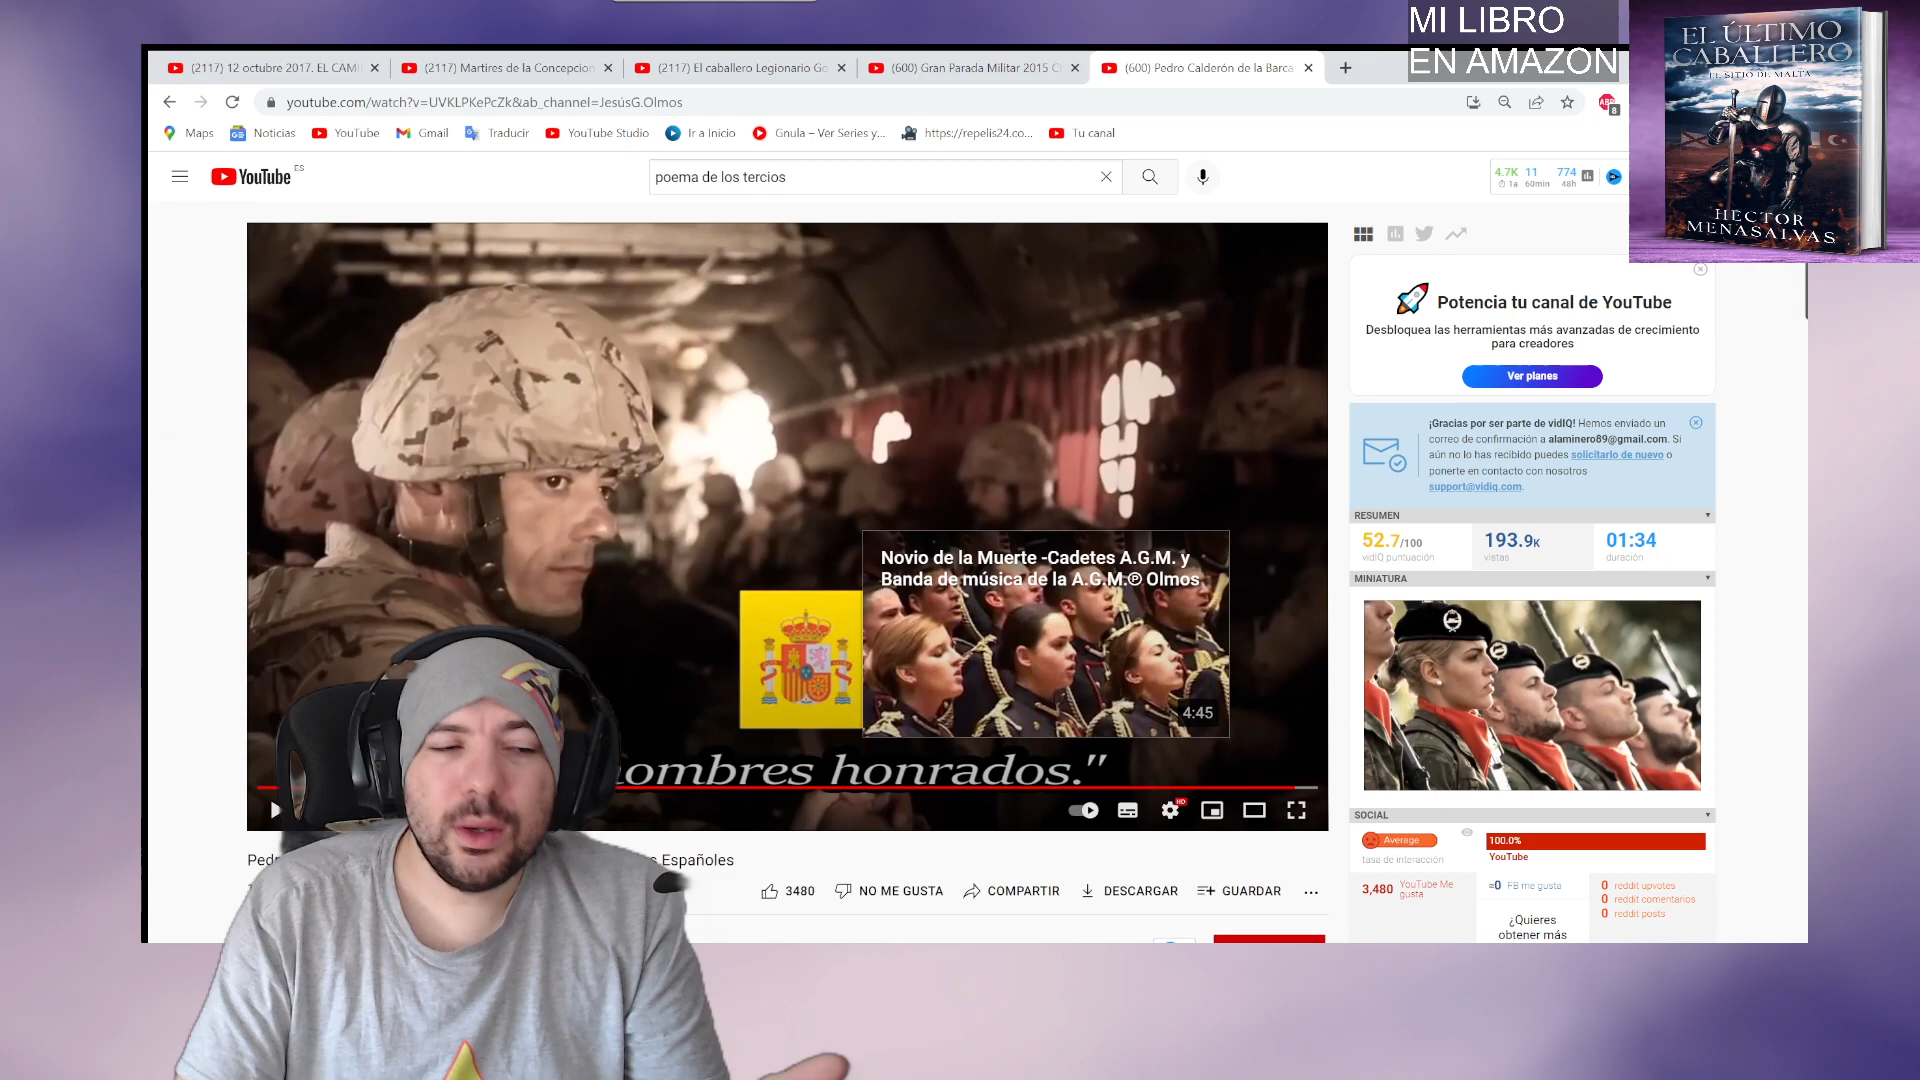 MI LIBRO
EN AMAZON
EL ÚLTIMO
CABALLERO
EL SITIO DE MALTA
HECTOR
MENASALVAS
(2117) 12 octubre 2017. EL CAMI
(2117) Martires de la Concepcion
(2117) El caballero Legionario Go
(600) Gran Parada Militar 2015 C
(600) Pedro Calderón de la Barca
youtube.com/watch?v=UVKLPKePcZk&ab_channel=JesúsG.Olmos
ABP
8
Maps
Noticias
YouTube
Gmail
Traducir
YouTube Studio
Ir a Inicio
Gnula – Ver Series y...
https://repelis24.co...
Tu canal
YouTube ES
poema de los tercios
4.7K 11 774
1a 60min 48h
Potencia tu canal de YouTube
Desbloquea las herramientas más avanzadas de crecimiento
para creadores
Ver planes
¡Gracias por ser parte de vidIQ! Hemos enviado un
correo de confirmación a alaminero89@gmail.com. Si
aún no lo has recibido puedes solicitarlo de nuevo o
ponerte en contacto con nosotros
support@vidiq.com.
RESUMEN
52.7/100 193.9K 01:34
vidIQ puntuación vistas duración
MINIATURA
Novio de la Muerte -Cadetes A.G.M. y
Banda de música de la A.G.M.℗ Olmos
4:45
ombres honrados."
HD
SOCIAL
Average
tasa de interacción
100.0%
YouTube
3,480 YouTube Me
gusta
≈0 FB me gusta
0 reddit upvotes
0 reddit comentarios
0 reddit posts
¿Quieres
obtener más
Ped
s Españoles
3480
NO ME GUSTA
COMPARTIR
DESCARGAR
GUARDAR